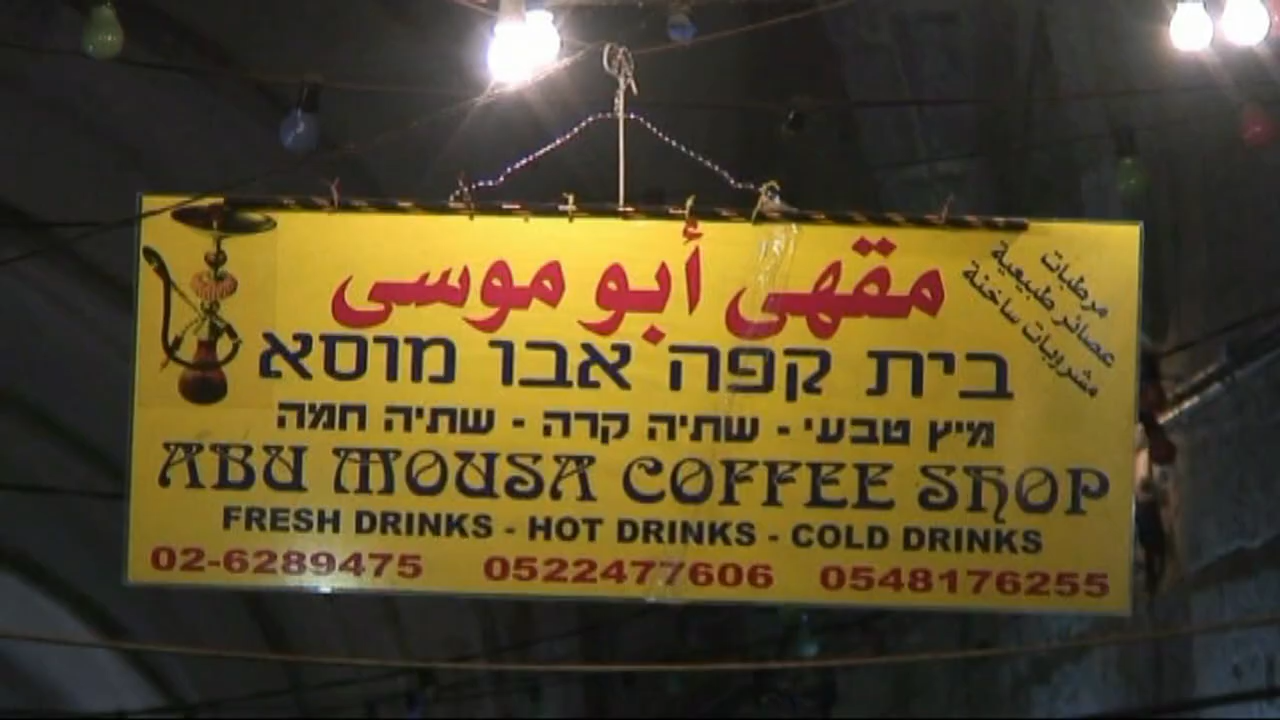 مقهى أبو موسى
مرطبات
عصائر طبيعية
مشروبات ساخنة
בית קפה אבו מוסא
מיץ טבעי - שתיה קרה - שתיה חמה
ABU MOUSA COFFEE SHOP
FRESH DRINKS - HOT DRINKS - COLD DRINKS
02-6289475 0522477606 0548176255